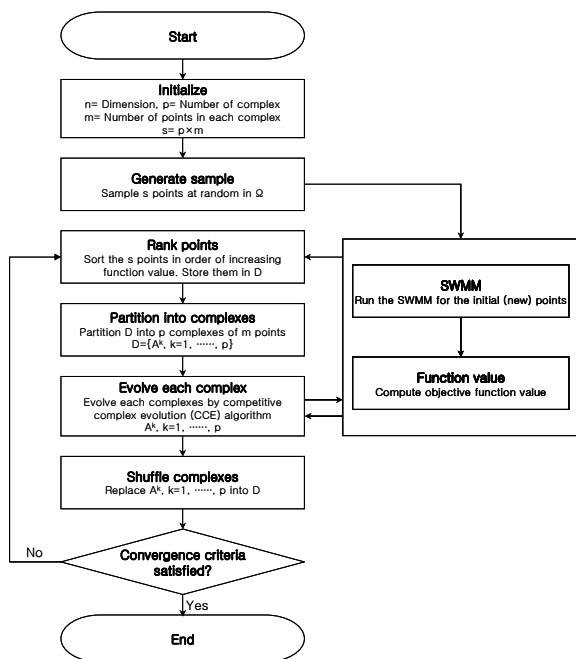 Start
Initialize
n= Dimension, p= Number of complex
m= Number of points in each complex
s= p×m
Generate sample
Sample s points at random in Ω
Rank points
Sort the s points in order of increasing
function value. Store them in D
Partition into complexes
Partition D into p complexes of m points
D={Aᵏ, k=1, ······, p}
Evolve each complex
Evolve each complexes by competitive
complex evolution (CCE) algorithm
Aᵏ, k=1, ······, p
Shuffle complexes
Replace Aᵏ, k=1, ······, p into D
Convergence criteria
satisfied?
No
Yes
End
SWMM
Run the SWMM for the initial (new) points
Function value
Compute objective function value